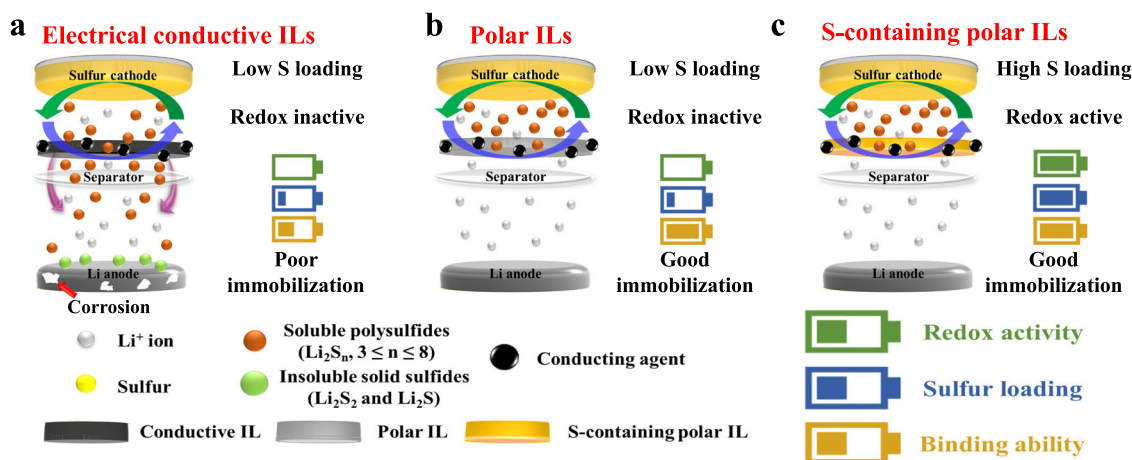 a
Electrical conductive ILs
Sulfur cathode
Low S loading
Redox inactive
Separator
Li anode
Poor
immobilization
Corrosion
b
Polar ILs
Sulfur cathode
Low S loading
Redox inactive
Separator
Li anode
Good
immobilization
c
S-containing polar ILs
Sulfur cathode
High S loading
Redox active
Separator
Li anode
Good
immobilization
Li⁺ ion
Soluble polysulfides
(Li₂Sₙ, 3 ≤ n ≤ 8)
Conducting agent
Sulfur
Insoluble solid sulfides
(Li₂S₂ and Li₂S)
Conductive IL
Polar IL
S-containing polar IL
Redox activity
Sulfur loading
Binding ability